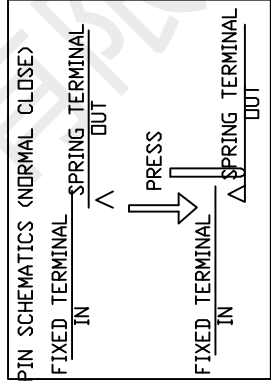 PIN SCHEMATICS (NORMAL CLOSE)
FIXED TERMINAL
IN
SPRING TERMINAL
OUT
PRESS
FIXED TERMINAL
IN
SPRING TERMINAL
OUT